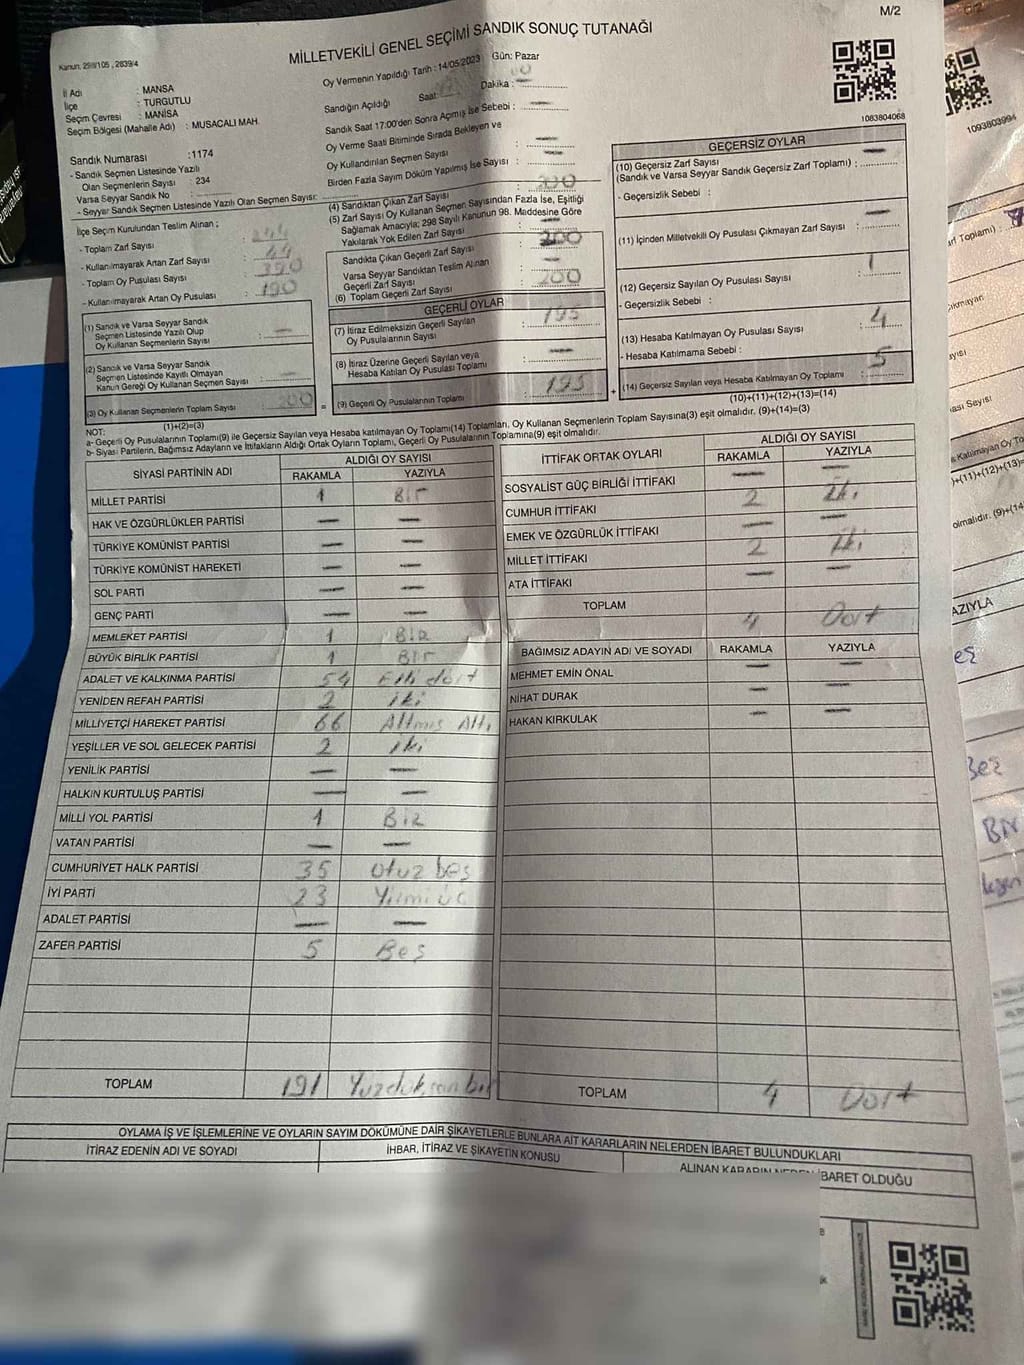 M/2
MİLLETVEKİLİ GENEL SEÇİMİ SANDIK SONUÇ TUTANAĞI
Kanun: 298/105 , 2839/4
İl Adı : MANİSA
İlçe : TURGUTLU
Seçim Çevresi : MANİSA
Seçim Bölgesi (Mahalle Adı) : MUSACALI MAH.
Sandık Numarası : 1174
- Sandık Seçmen Listesinde Yazılı
Olan Seçmenlerin Sayısı : 234
Varsa Seyyar Sandık No
- Seyyar Sandık Seçmen Listesinde Yazılı Olan Seçmen Sayısı:
İlçe Seçim Kurulundan Teslim Alınan ;
- Toplam Zarf Sayısı :
- Kullanılmayarak Artan Zarf Sayısı : 44
- Toplam Oy Pusulası Sayısı : 390
- Kullanılmayarak Artan Oy Pusulası : 190
(1) Sandık ve Varsa Seyyar Sandık
Seçmen Listesinde Yazılı Olup
Oy Kullanan Seçmenlerin Sayısı : —
(2) Sandık ve Varsa Seyyar Sandık
Seçmen Listesinde Kayıtlı Olmayan
Kanun Gereği Oy Kullanan Seçmen Sayısı : —
(3) Oy Kullanan Seçmenlerin Toplam Sayısı : 200
(1)+(2)=(3)
Oy Vermenin Yapıldığı Tarih : 14/05/2023 Gün: Pazar
Sandığın Açıldığı Saat: Dakika :
Sandık Saat 17:00'den Sonra Açımış İse Sebebi : —
Oy Verme Saati Bitiminde Sırada Bekleyen ve
Oy Kullandırılan Seçmen Sayısı : —
Birden Fazla Sayım Döküm Yapılmış İse Sayısı : —
(4) Sandıktan Çıkan Zarf Sayısı : 200
(5) Zarf Sayısı Oy Kullanan Seçmen Sayısından Fazla İse, Eşitliği
Sağlamak Amacıyla; 298 Sayılı Kanunun 98. Maddesine Göre
Yakılarak Yok Edilen Zarf Sayısı : —
Sandıkta Çıkan Geçerli Zarf Sayısı : 200
Varsa Seyyar Sandıktan Teslim Alınan
Geçerli Zarf Sayısı : —
(6) Toplam Geçerli Zarf Sayısı : 200
GEÇERLİ OYLAR
(7) İtiraz Edilmeksizin Geçerli Sayılan
Oy Pusulalarının Sayısı : 195
(8) İtiraz Üzerine Geçerli Sayılan veya
Hesaba Katılan Oy Pusulası Toplamı : —
(9) Geçerli Oy Pusulalarının Toplamı : 195
1083804068
GEÇERSİZ OYLAR
(10) Geçersiz Zarf Sayısı
(Sandık ve Varsa Seyyar Sandık Geçersiz Zarf Toplamı) : —
- Geçersizlik Sebebi :
(11) İçinden Milletvekili Oy Pusulası Çıkmayan Zarf Sayısı : —
(12) Geçersiz Sayılan Oy Pusulası Sayısı : 1
- Geçersizlik Sebebi :
(13) Hesaba Katılmayan Oy Pusulası Sayısı : 4
- Hesaba Katılmama Sebebi :
(14) Geçersiz Sayılan veya Hesaba Katılmayan Oy Toplamı : 5
(10)+(11)+(12)+(13)=(14)
NOT:
a- Geçerli Oy Pusulalarının Toplamı(9) ile Geçersiz Sayılan veya Hesaba katılmayan Oy Toplamı(14) Toplamları, Oy Kullanan Seçmenlerin Toplam Sayısına(3) eşit olmalıdır. (9)+(14)=(3)
b- Siyasi Partilerin, Bağımsız Adayların ve İttifakların Aldığı Ortak Oyların Toplamı, Geçerli Oy Pusulalarının Toplamına(9) eşit olmalıdır.
SİYASİ PARTİNİN ADI ALDIĞI OY SAYISI
RAKAMLA YAZIYLA
MİLLET PARTİSİ 1 Bir
HAK VE ÖZGÜRLÜKLER PARTİSİ — —
TÜRKİYE KOMÜNİST PARTİSİ — —
TÜRKİYE KOMÜNİST HAREKETİ — —
SOL PARTİ — —
GENÇ PARTİ — —
MEMLEKET PARTİSİ 1 Bir
BÜYÜK BİRLİK PARTİSİ 1 Bir
ADALET VE KALKINMA PARTİSİ 54 Elli dört
YENİDEN REFAH PARTİSİ 2 iki
MİLLİYETÇİ HAREKET PARTİSİ 66 Altmış Altı
YEŞİLLER VE SOL GELECEK PARTİSİ 2 iki
YENİLİK PARTİSİ — —
HALKIN KURTULUŞ PARTİSİ — —
MİLLİ YOL PARTİSİ 1 Bir
VATAN PARTİSİ — —
CUMHURİYET HALK PARTİSİ 35 Otuz beş
İYİ PARTİ 23 Yirmi üç
ADALET PARTİSİ — —
ZAFER PARTİSİ 5 Beş
TOPLAM 191 Yüzdoksan bir
İTTİFAK ORTAK OYLARI ALDIĞI OY SAYISI
RAKAMLA YAZIYLA
SOSYALİST GÜÇ BİRLİĞİ İTTİFAKI — —
CUMHUR İTTİFAKI 2 İki
EMEK VE ÖZGÜRLÜK İTTİFAKI — —
MİLLET İTTİFAKI 2 İki
ATA İTTİFAKI — —
TOPLAM 4 Dört
BAĞIMSIZ ADAYIN ADI VE SOYADI RAKAMLA YAZIYLA
MEHMET EMİN ÖNAL — —
NİHAT DURAK — —
HAKAN KIRKULAK — —
TOPLAM 4 Dört
OYLAMA İŞ VE İŞLEMLERİNE VE OYLARIN SAYIM DÖKÜMÜNE DAİR ŞİKAYETLERLE BUNLARA AİT KARARLARIN NELERDEN İBARET BULUNDUKLARI
İTİRAZ EDENİN ADI VE SOYADI İHBAR, İTİRAZ VE ŞİKAYETİN KONUSU ALINAN KARARIN NEDEN İBARET OLDUĞU
1093803994